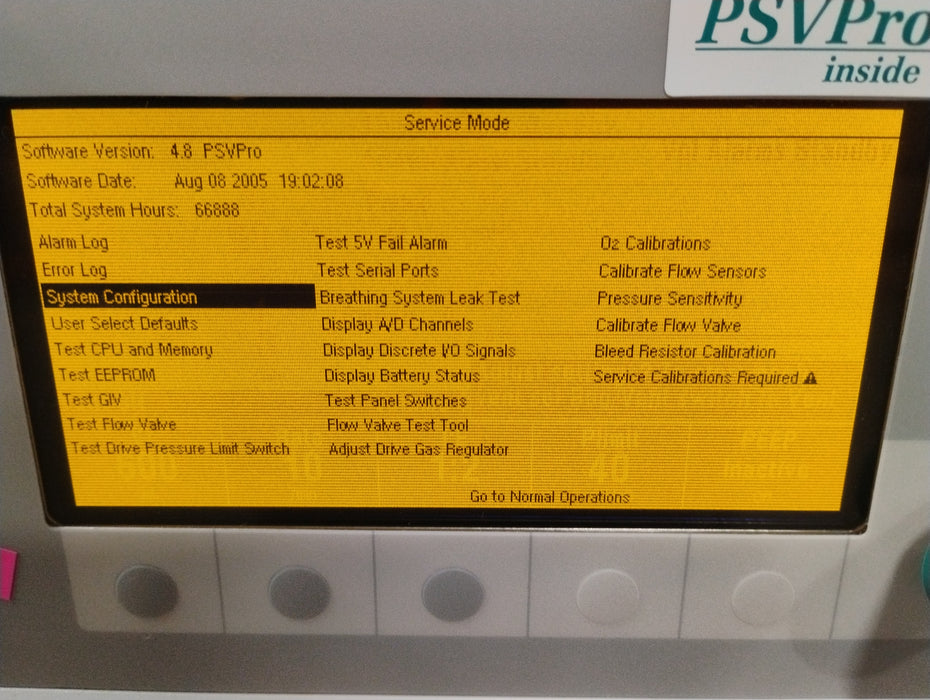 PSVPro
inside
Service Mode
Software Version: 4.8 PSVPro
Software Date: Aug 08 2005 19:02:08
Total System Hours: 66888
Alarm Log
Error Log
System Configuration
User Select Defaults
Test CPU and Memory
Test EEPROM
Test GIV
Test Flow Valve
Test Drive Pressure Limit Switch
Test 5V Fail Alarm
Test Serial Ports
Breathing System Leak Test
Display A/D Channels
Display Discrete I/O Signals
Display Battery Status
Test Panel Switches
Flow Valve Test Tool
Adjust Drive Gas Regulator
O2 Calibrations
Calibrate Flow Sensors
Pressure Sensitivity
Calibrate Flow Valve
Bleed Resistor Calibration
Service Calibrations Required
Go to Normal Operations